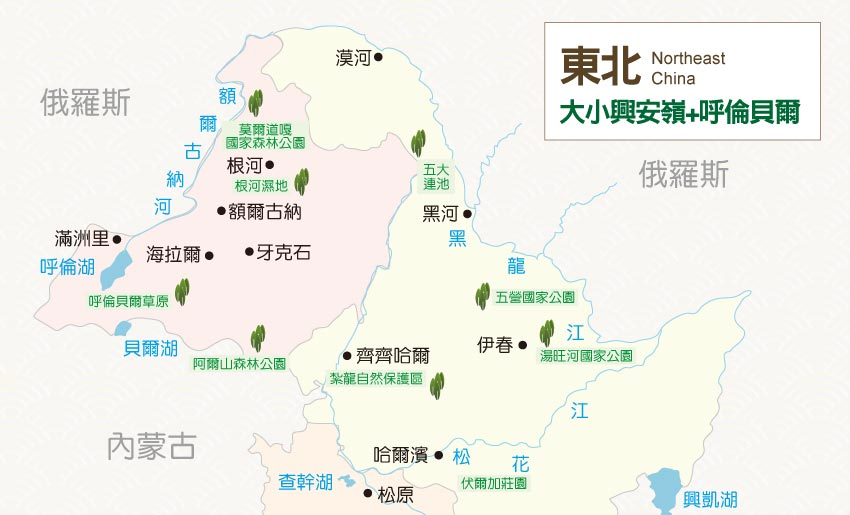 東北 Northeast
China
大小興安嶺+呼倫貝爾
漠河
俄羅斯
額爾古納河
莫爾道嘎
國家森林公園
根河
根河濕地
五大
連池
俄羅斯
額爾古納
黑河
滿洲里
海拉爾
牙克石
黑龍江
呼倫湖
呼倫貝爾草原
五營國家公園
貝爾湖
阿爾山森林公園
齊齊哈爾
伊春
湯旺河國家公園
紮龍自然保護區
內蒙古
哈爾濱
松花江
查幹湖
伏爾加莊園
松原
興凱湖